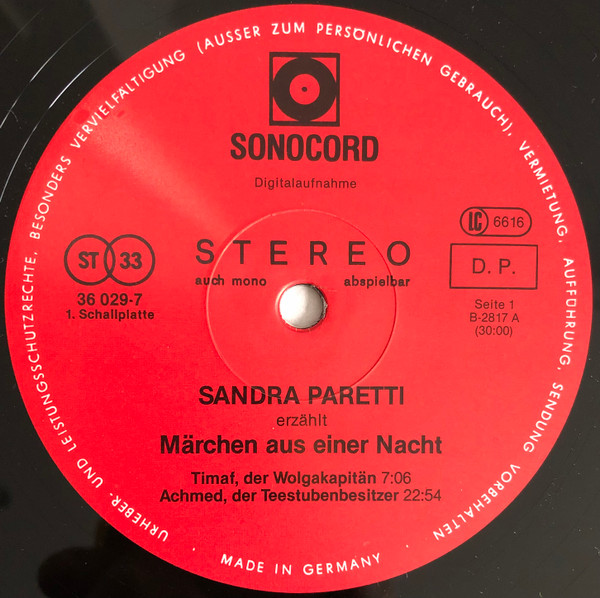 URHEBER- UND LEISTUNGSSCHUTZRECHTE, BESONDERS VERVIELFÄLTIGUNG (AUSSER ZUM PERSÖNLICHEN GEBRAUCH), VERMIETUNG, AUFFÜHRUNG, SENDUNG VORBEHALTEN
SONOCORD
Digitalaufnahme
LC 6616
ST 33
STEREO
D. P.
auch mono abspielbar
36 029-7
1. Schallplatte
Seite 1
B-2817 A
(30:00)
SANDRA PARETTI
erzählt
Märchen aus einer Nacht
Timaf, der Wolgakapitän 7:06
Achmed, der Teestubenbesitzer 22:54
· MADE IN GERMANY ·